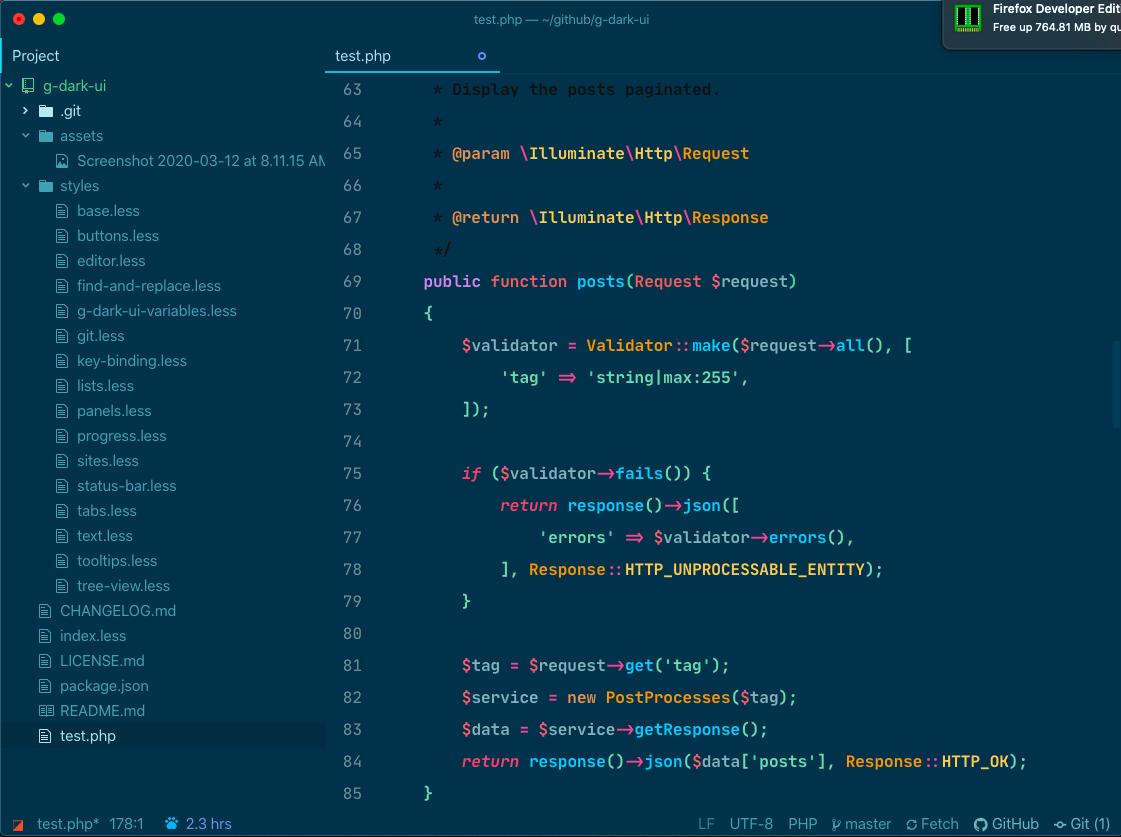 test.php — ~/github/g-dark-ui
Firefox Developer Edit
Free up 764.81 MB by qu
Project
g-dark-ui
.git
assets
Screenshot 2020-03-12 at 8.11.15 AM
styles
base.less
buttons.less
editor.less
find-and-replace.less
g-dark-ui-variables.less
git.less
key-binding.less
lists.less
panels.less
progress.less
sites.less
status-bar.less
tabs.less
text.less
tooltips.less
tree-view.less
CHANGELOG.md
index.less
LICENSE.md
package.json
README.md
test.php
test.php
63 * Display the posts paginated.
64 *
65 * @param \Illuminate\Http\Request
66 *
67 * @return \Illuminate\Http\Response
68 */
69 public function posts(Request $request)
70 {
71 $validator = Validator::make($request->all(), [
72 'tag' => 'string|max:255',
73 ]);
74
75 if ($validator->fails()) {
76 return response()->json([
77 'errors' => $validator->errors(),
78 ], Response::HTTP_UNPROCESSABLE_ENTITY);
79 }
80
81 $tag = $request->get('tag');
82 $service = new PostProcesses($tag);
83 $data = $service->getResponse();
84 return response()->json($data['posts'], Response::HTTP_OK);
85 }
test.php* 178:1 2.3 hrs LF UTF-8 PHP master Fetch GitHub Git (1)